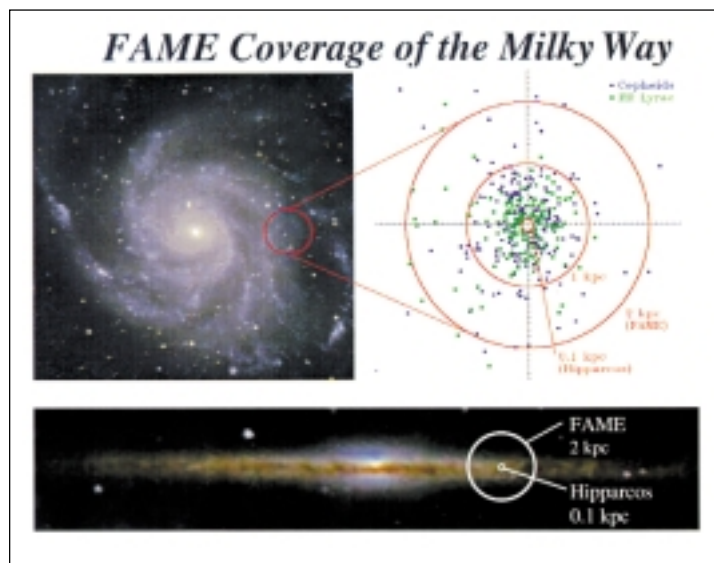 FAME Coverage of the Milky Way
Cepheids
RR Lyrae
1 kpc
2 kpc
(FAME)
0.1 kpc
(Hipparcos)
FAME
2 kpc
Hipparcos
0.1 kpc